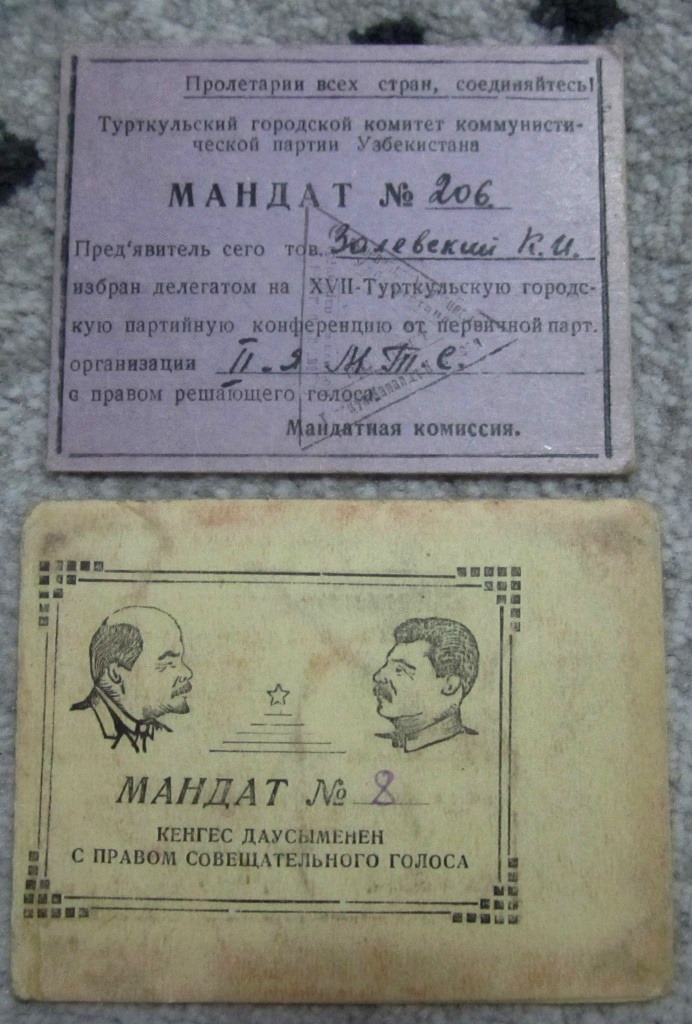 Пролетарии всех стран, соединяйтесь!
Турткульский городской комитет коммунисти-
ческой партии Узбекистана
МАНДАТ № 206
Пред'явитель сего тов. Залевский К. И.
избран делегатом на XVII-Турткульскую городс-
кую партийную конференцию от первичной парт.
организации II-я М Т С.
с правом решающего голоса.
Мандатная комиссия.
МАНДАТ № 8
КЕНГЕС ДАУСЫМЕНЕН
С ПРАВОМ СОВЕЩАТЕЛЬНОГО ГОЛОСА